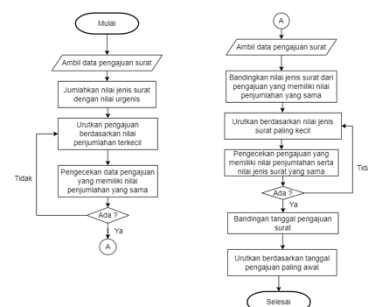 Mulai
Ambil data pengajuan surat
Jumlahkan nilai jenis surat
dengan nilai urgenis
Urutkan pengajuan
berdasarkan nilai
penjumlahan terkecil
Pengecekan data pengajuan
yang memiliki nilai
penjumlahan yang sama
Tidak
Ada ?
Ya
A
A
Ambil data pengajuan surat
Bandingkan nilai jenis surat dari
pengajuan yang memiliki nilai
penjumlahan yang sama
Urutkan berdasarkan nilai jenis
surat paling kecil
Pengecekan pengajuan yang
memiliki nilai penjumlahan serta
nilai jenis surat yang sama
Tida
Ada ?
Ya
Bandingan tanggal pengajuan
surat
Urutkan berdasarkan tanggal
pengajuan paling awal
Selesai